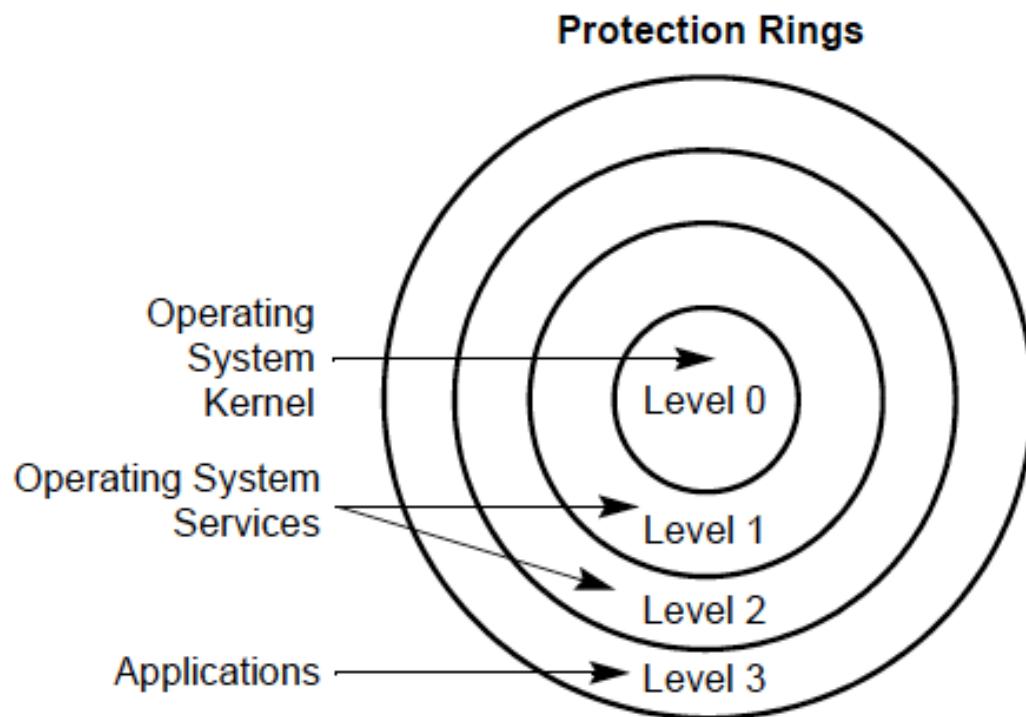 Protection Rings
Operating
System
Kernel
Level 0
Operating System
Services
Level 1
Level 2
Applications
Level 3